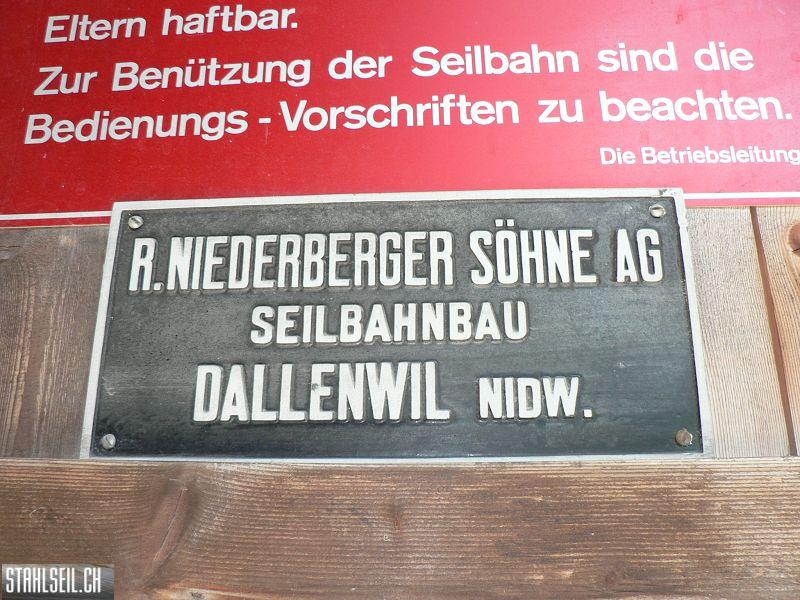 Eltern haftbar.
Zur Benützung der Seilbahn sind die
Bedienungs - Vorschriften zu beachten.
Die Betriebsleitung
R. NIEDERBERGER SÖHNE AG
SEILBAHNBAU
DALLENWIL NIDW.
STAHLSEIL.CH